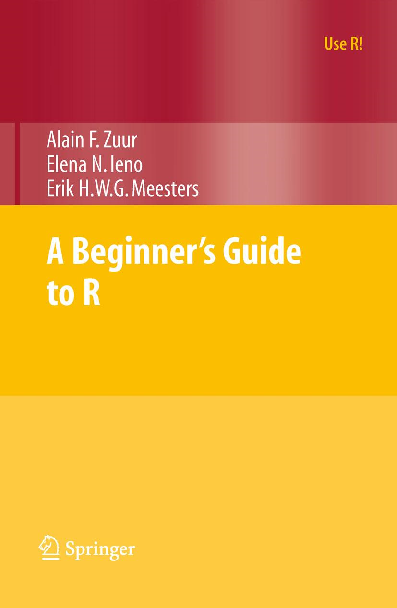 Use R!
Alain F. Zuur
Elena N. Ieno
Erik H.W.G. Meesters
A Beginner's Guide
to R
Springer